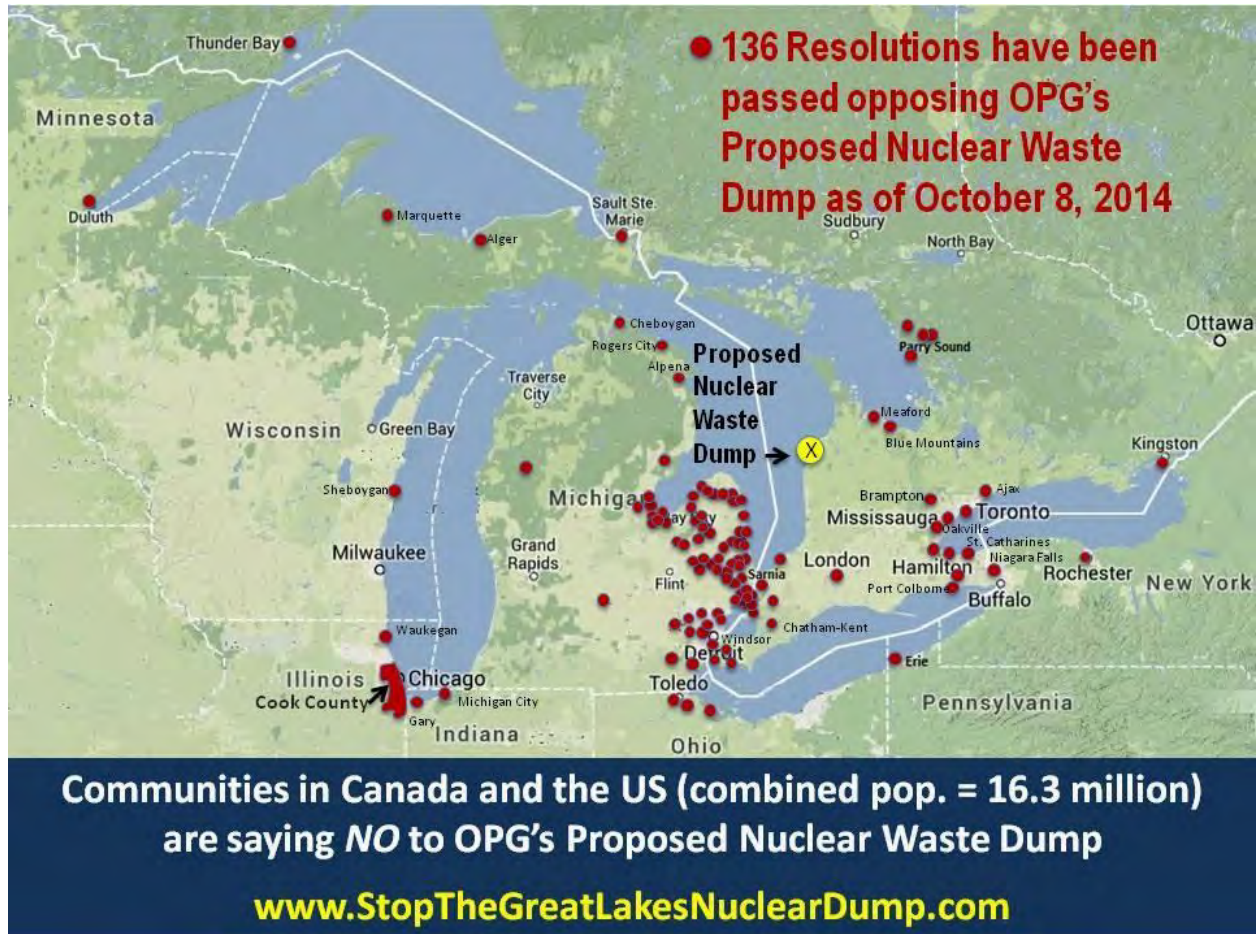 136 Resolutions have been
passed opposing OPG's
Proposed Nuclear Waste
Dump as of October 8, 2014
Thunder Bay
Minnesota
Duluth
Marquette
Alger
Sault Ste.
Marie
Sudbury
North Bay
Ottawa
Cheboygan
Rogers City
Alpena
Parry Sound
Proposed
Nuclear
Waste
Dump
X
Traverse
City
Meaford
Blue Mountains
Wisconsin
Green Bay
Kingston
Sheboygan
Michigan
Brampton
Ajax
Mississauga
Toronto
Oakville
St. Catharines
Milwaukee
Grand
Rapids
Flint
Sarnia
London
Hamilton
Niagara Falls
Rochester
New York
Port Colborne
Buffalo
Waukegan
Windsor
Chatham-Kent
Detroit
Erie
Illinois
Chicago
Cook County
Michigan City
Toledo
Gary
Pennsylvania
Indiana
Ohio
Communities in Canada and the US (combined pop. = 16.3 million)
are saying NO to OPG's Proposed Nuclear Waste Dump
www.StopTheGreatLakesNuclearDump.com